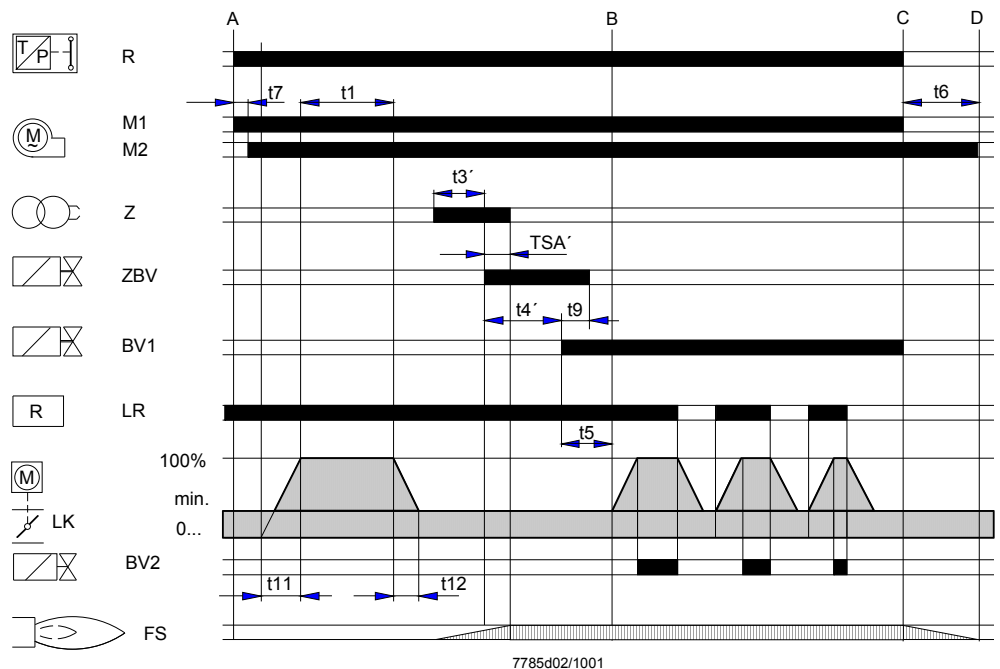 A B C D
T P R
t7 t1 t6
M1
M ~
M2
t3´
Z
TSA´
ZBV
t4´ t9
BV1
R LR
t5
100%
M
min.
LK
0...
BV2
t11 t12
FS
7785d02/1001